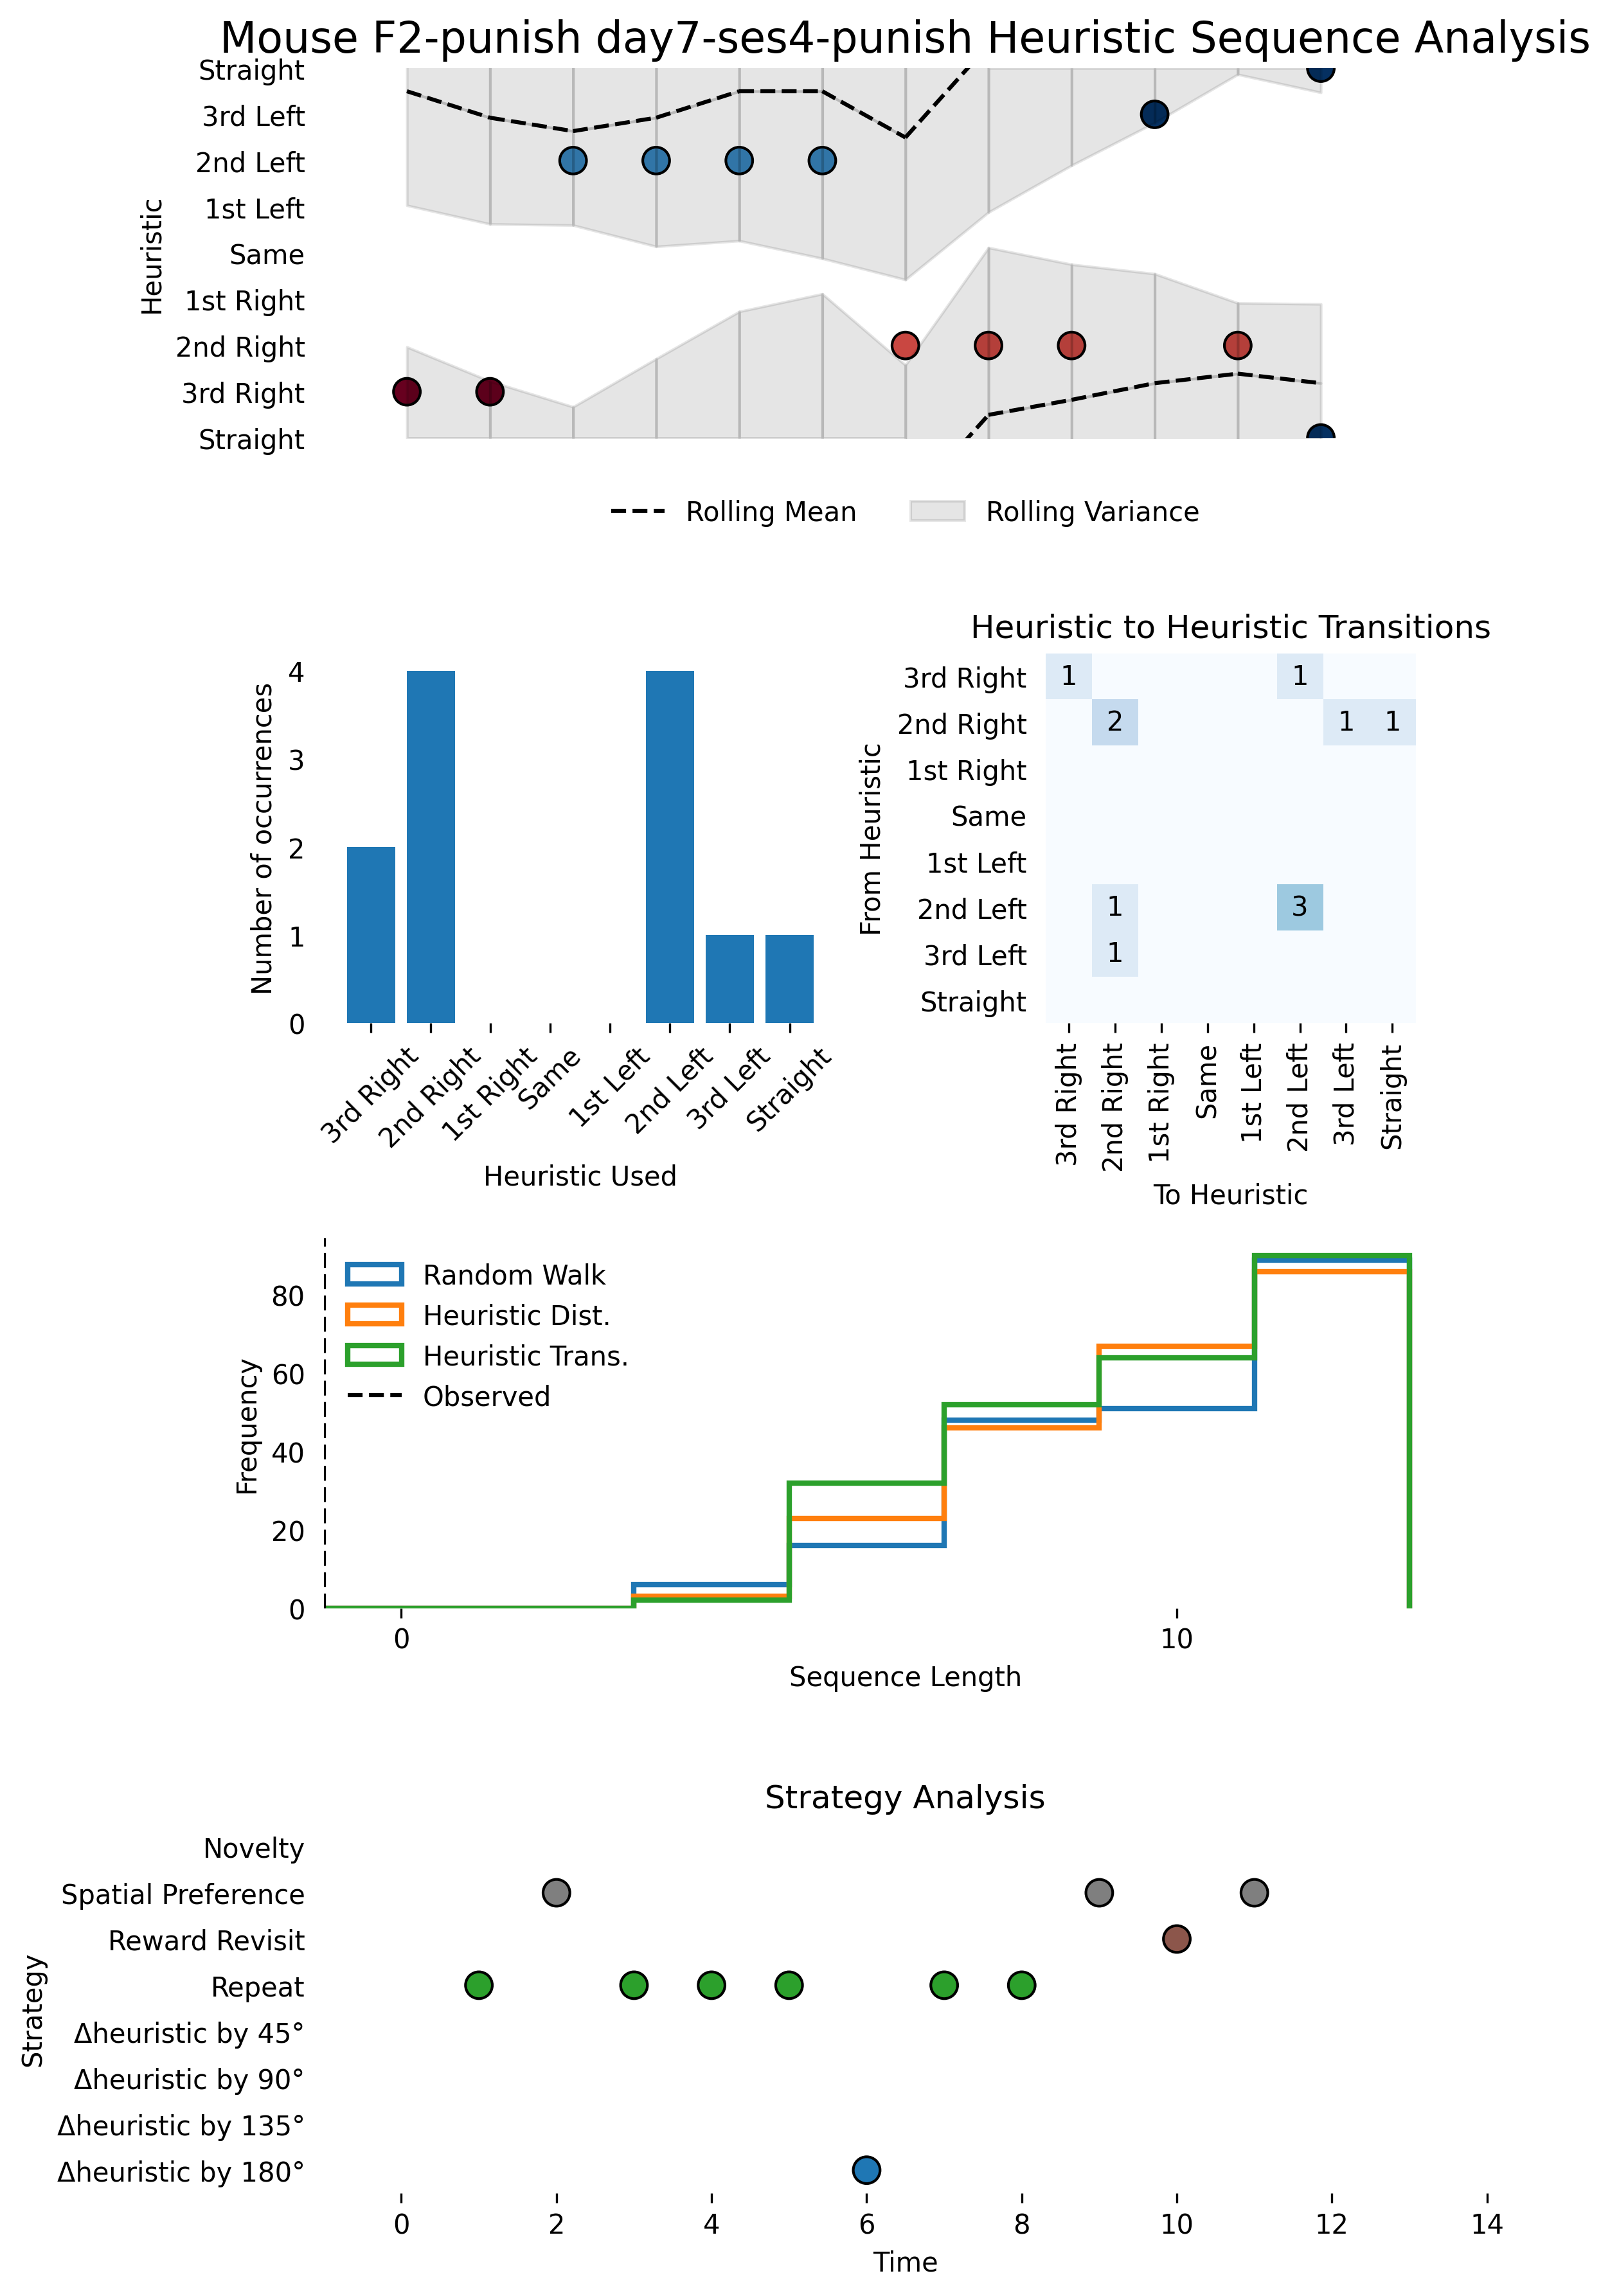 Mouse F2-punish day7-ses4-punish Heuristic Sequence Analysis
Heuristic
Straight
3rd Left
2nd Left
1st Left
Same
1st Right
2nd Right
3rd Right
Straight
Rolling Mean
Rolling Variance
Number of occurrences
4
3
2
1
0
3rd Right
2nd Right
1st Right
Same
1st Left
2nd Left
3rd Left
Straight
Heuristic Used
Heuristic to Heuristic Transitions
From Heuristic
3rd Right
2nd Right
1st Right
Same
1st Left
2nd Left
3rd Left
Straight
1 1
2 1 1
1 3
1
3rd Right
2nd Right
1st Right
Same
1st Left
2nd Left
3rd Left
Straight
To Heuristic
Frequency
80
60
40
20
0
Random Walk
Heuristic Dist.
Heuristic Trans.
Observed
0 10
Sequence Length
Strategy Analysis
Strategy
Novelty
Spatial Preference
Reward Revisit
Repeat
Δheuristic by 45°
Δheuristic by 90°
Δheuristic by 135°
Δheuristic by 180°
0 2 4 6 8 10 12 14
Time